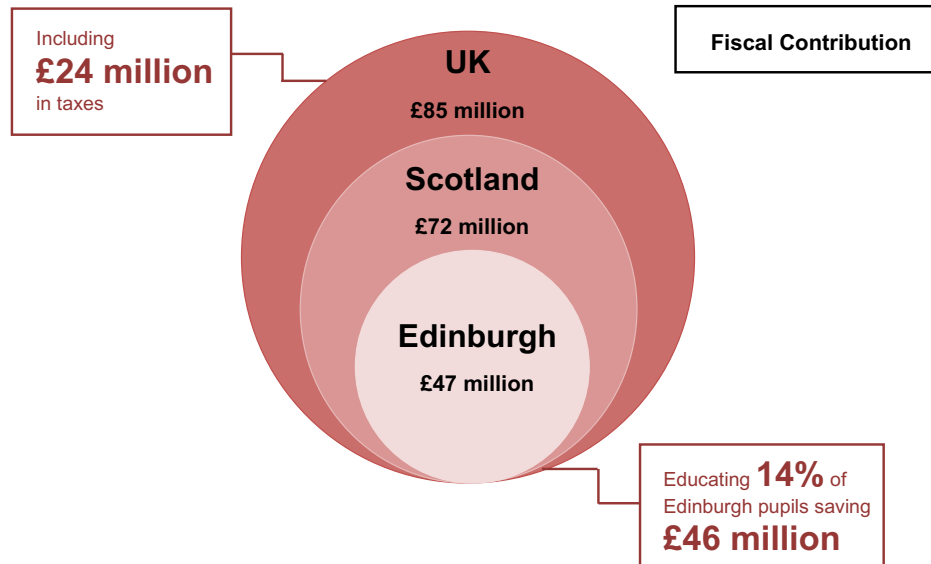 Including
£24 million
in taxes
Fiscal Contribution
UK
£85 million
Scotland
£72 million
Edinburgh
£47 million
Educating 14% of
Edinburgh pupils saving
£46 million